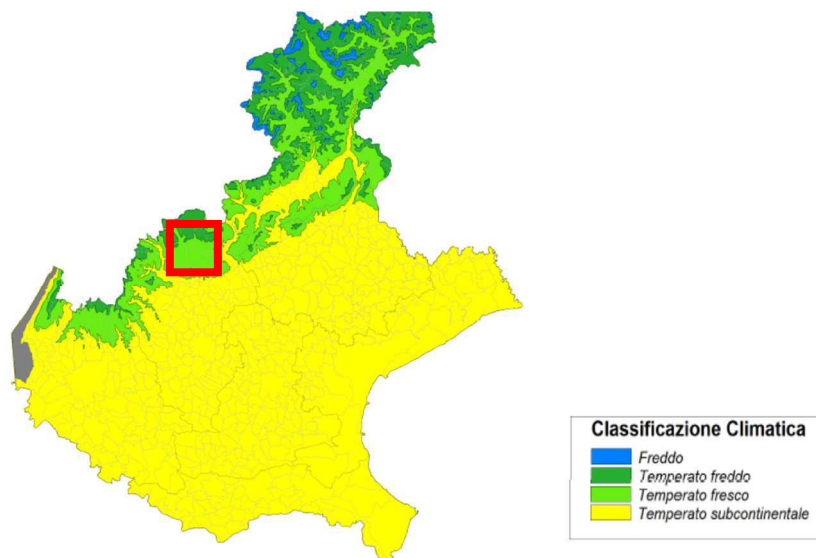 Classificazione Climatica
Freddo
Temperato freddo
Temperato fresco
Temperato subcontinentale